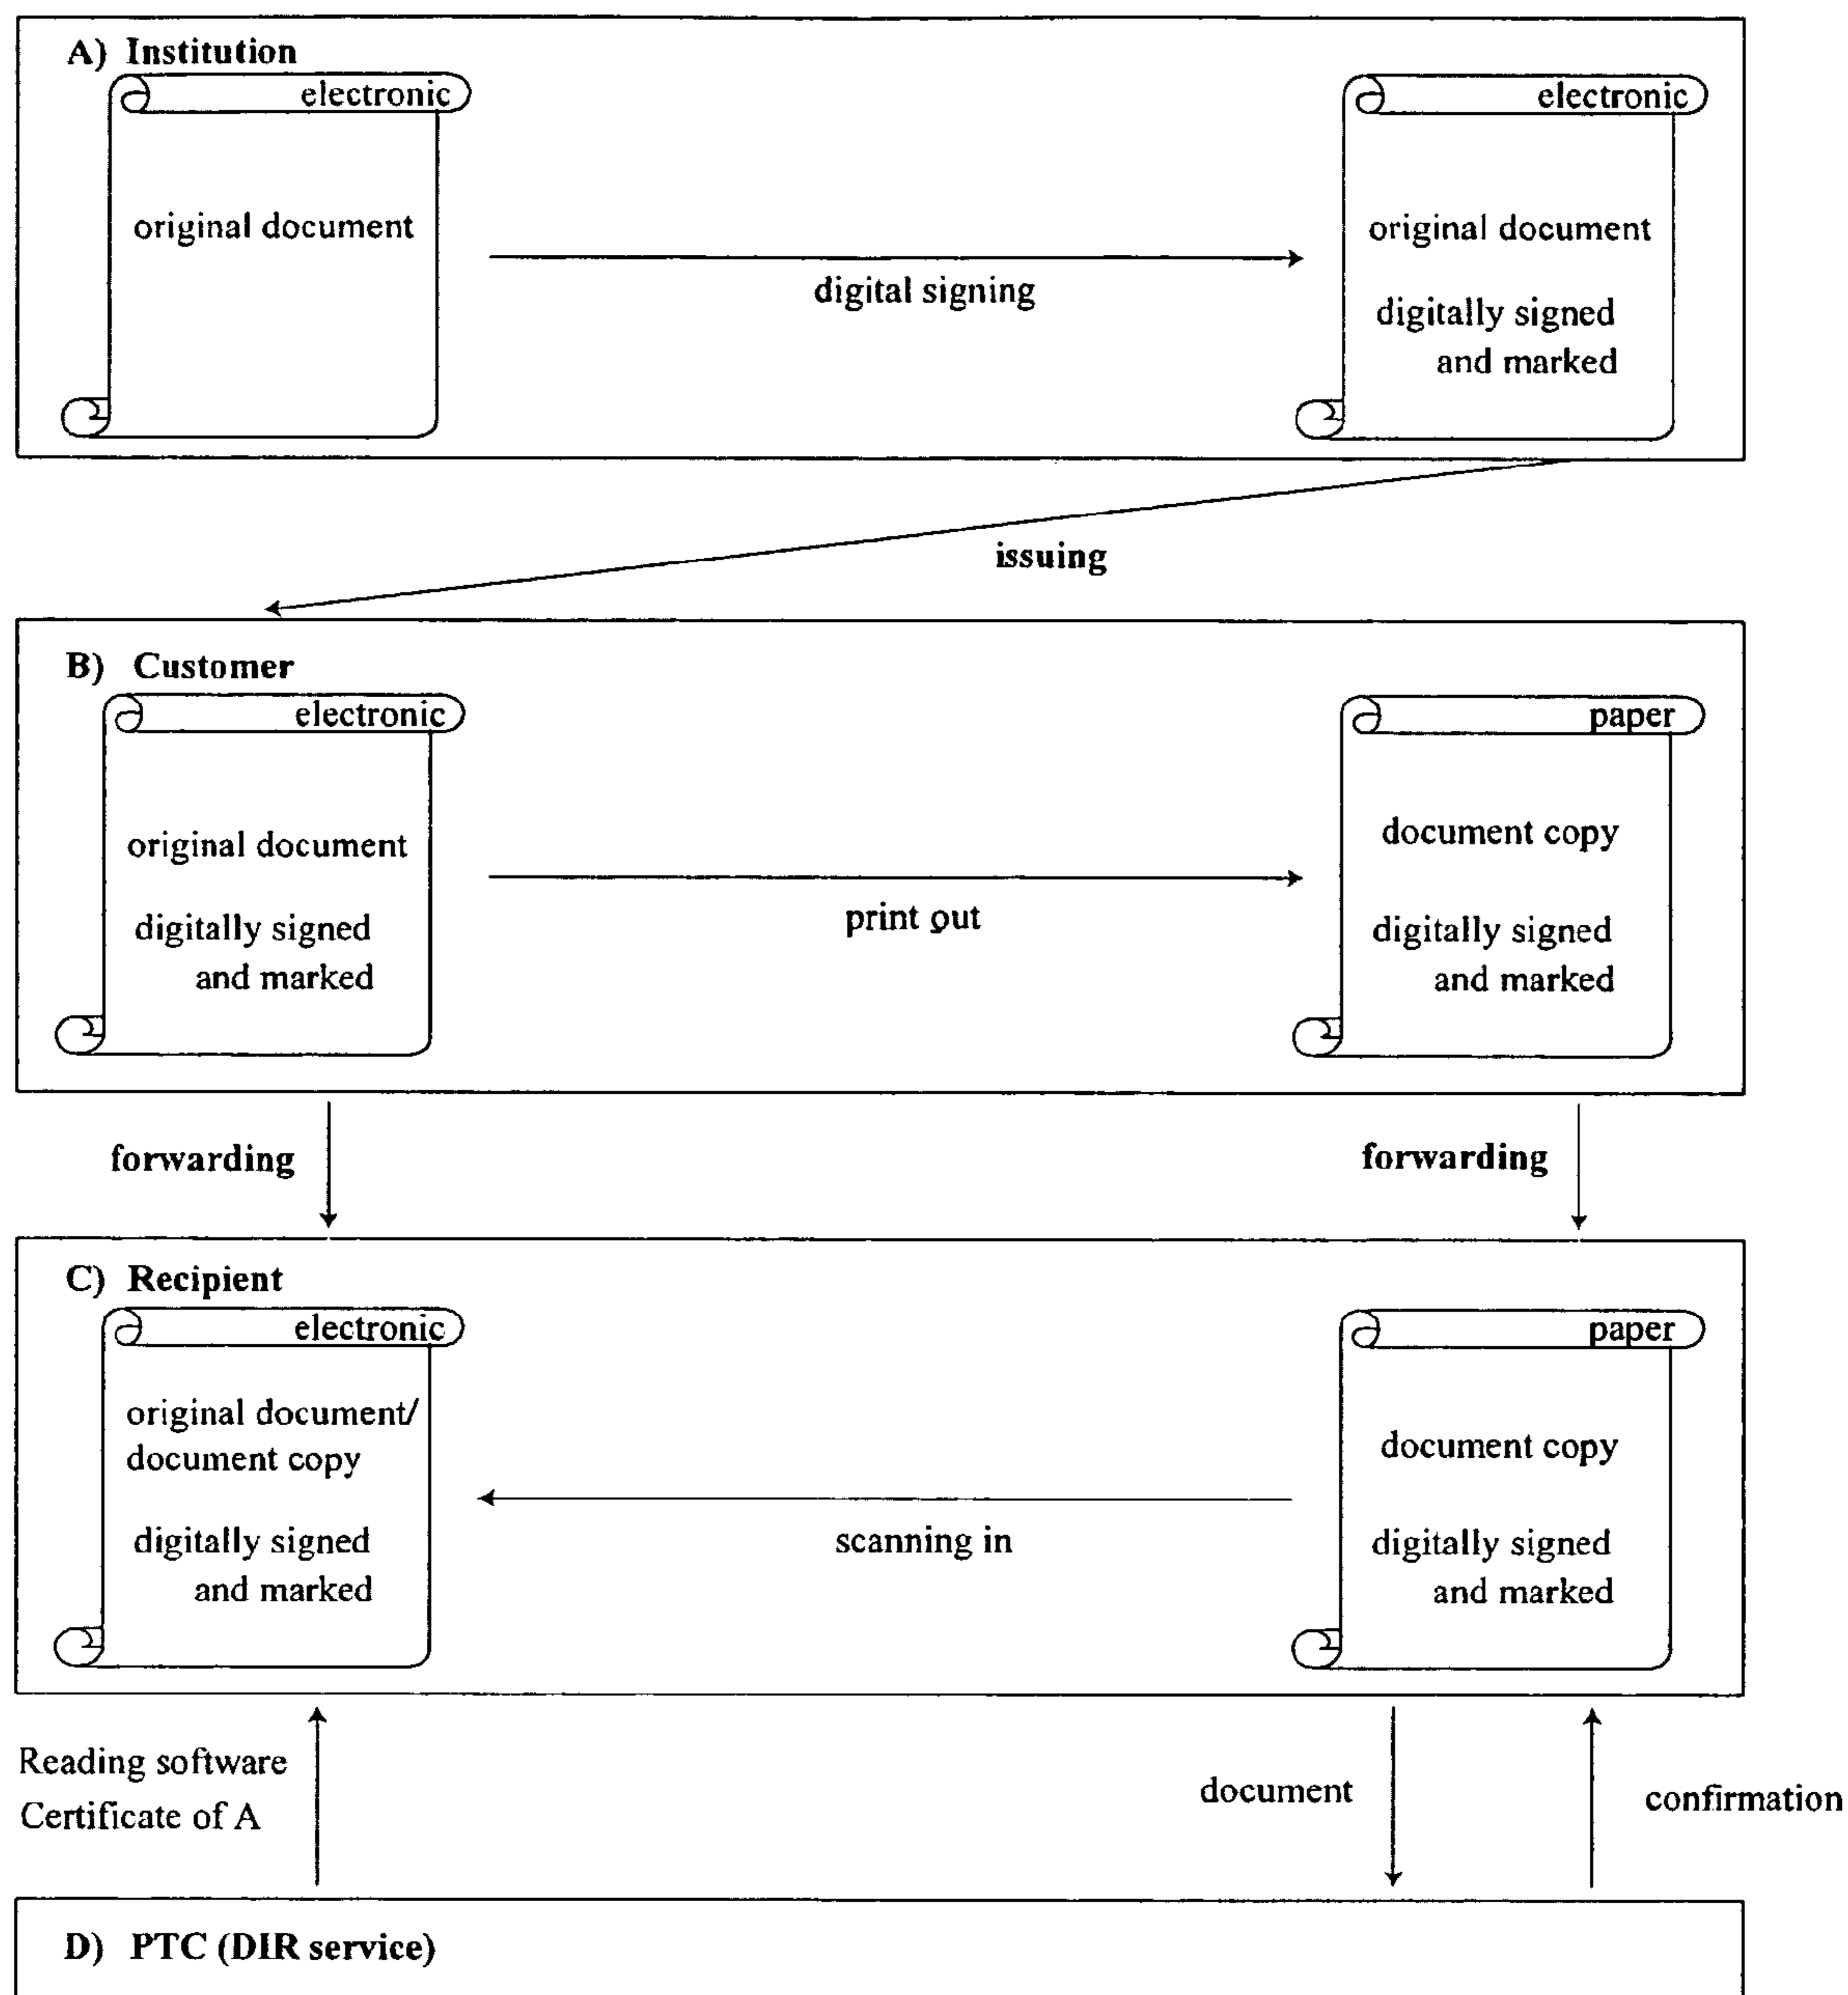 A) Institution
electronic
electronic
original document
original document
digital signing
digitally signed
and marked
issuing
B) Customer
electronic
paper
original document
document copy
print out
digitally signed
and marked
digitally signed
and marked
forwarding
forwarding
C) Recipient
electronic
paper
original document/
document copy
document copy
scanning in
digitally signed
and marked
digitally signed
and marked
Reading software
Certificate of A
document
confirmation
D) PTC (DIR service)